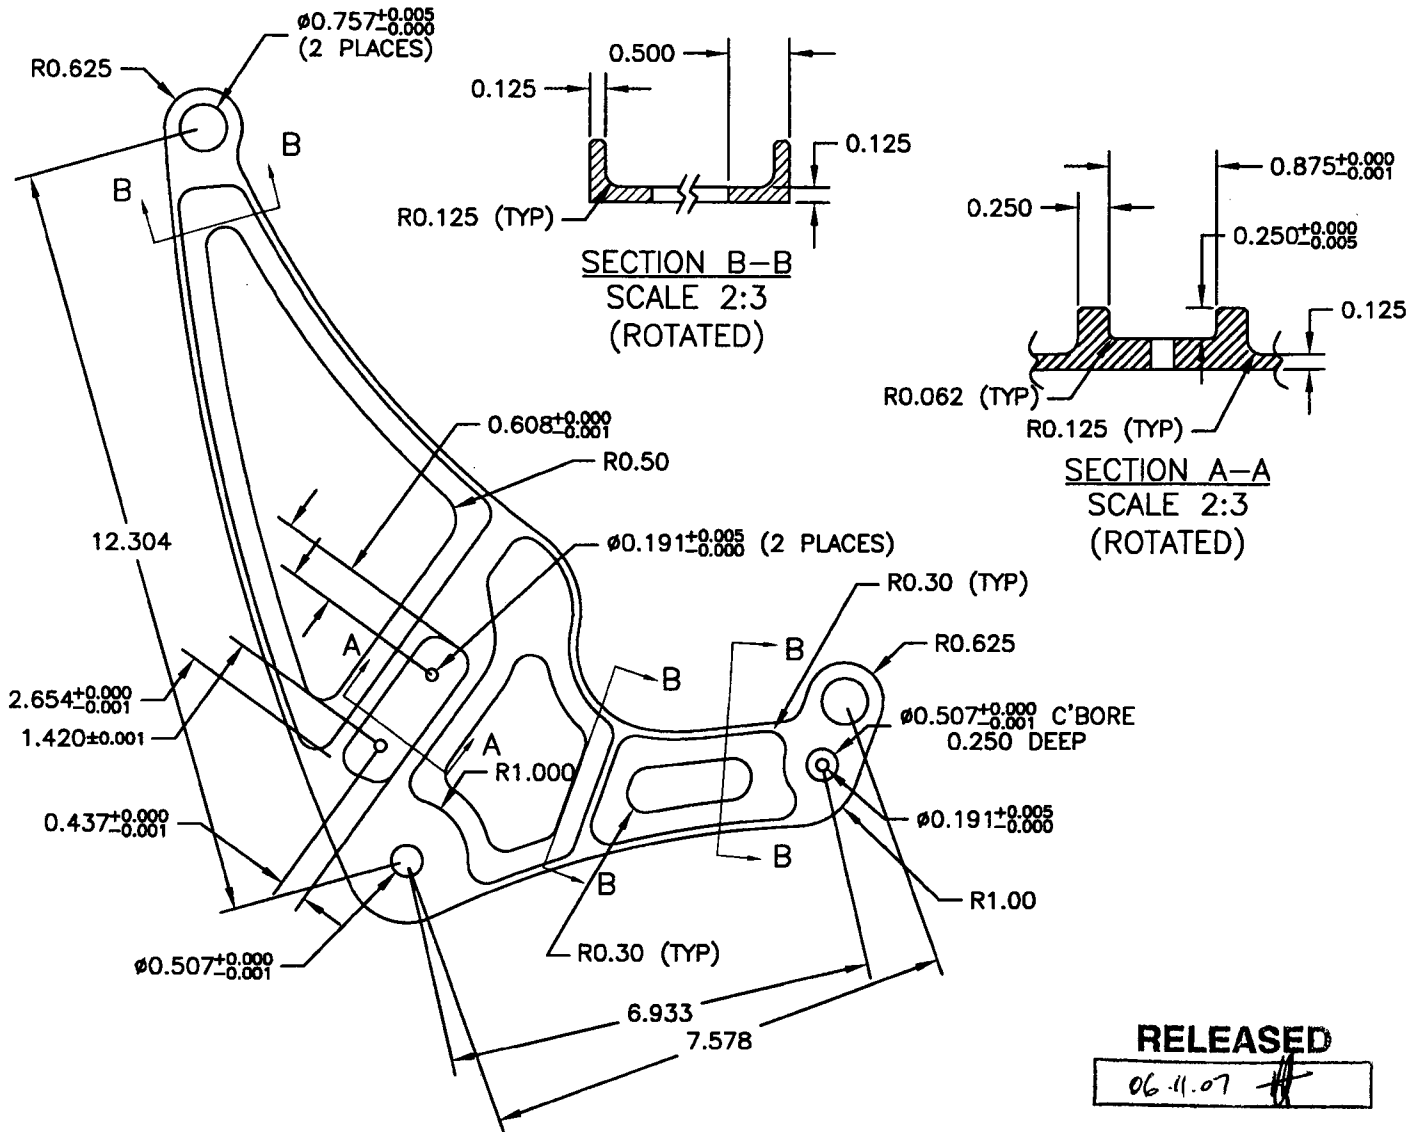 ø0.757+0.005 -0.000
(2 PLACES)
R0.625
0.500
0.125
0.125
R0.125 (TYP)
SECTION B-B
SCALE 2:3
(ROTATED)
B
B
0.875+0.000 -0.001
0.250
0.250+0.000 -0.005
0.125
R0.062 (TYP)
R0.125 (TYP)
SECTION A-A
SCALE 2:3
(ROTATED)
0.608+0.000 -0.001
R0.50
12.304
ø0.191+0.005 -0.000 (2 PLACES)
R0.30 (TYP)
R0.625
B
B
A
A
2.654+0.000 -0.001
1.420±0.001
ø0.507+0.000 -0.001 C'BORE
0.250 DEEP
R1.000
0.437+0.000 -0.001
ø0.191+0.005 -0.000
B
B
R1.00
ø0.507+0.000 -0.001
R0.30 (TYP)
6.933
7.578
RELEASED
06.11.07